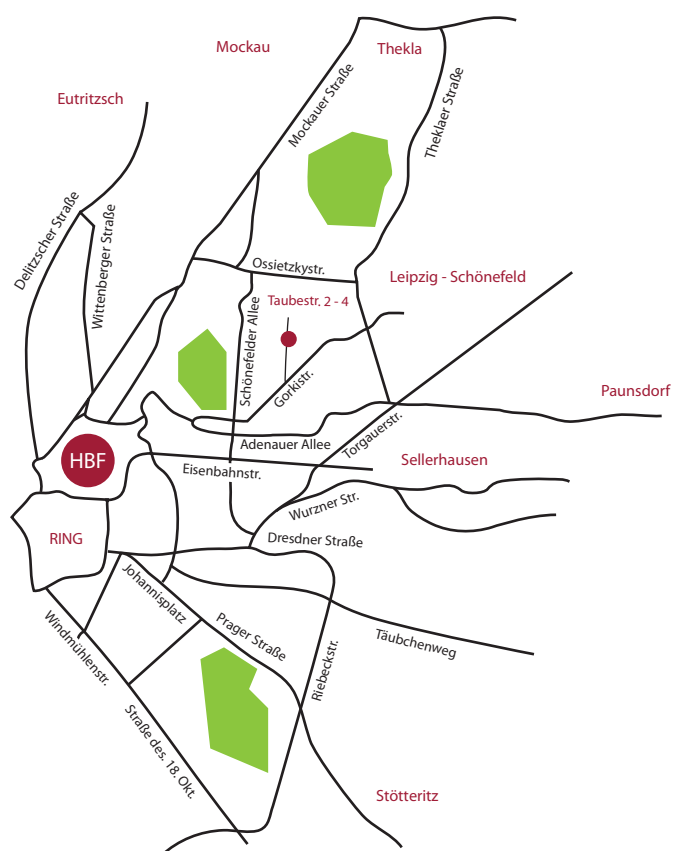 Mockau
Thekla
Eutritzsch
Mockauer Straße
Theklaer Straße
Delitzscher Straße
Wittenberger Straße
Ossietzkystr.
Leipzig - Schönefeld
Taubestr. 2 - 4
Schönefelder Allee
Gorkistr.
Paunsdorf
Torgauerstr.
Adenauer Allee
HBF
Sellerhausen
Eisenbahnstr.
Wurzner Str.
RING
Dresdner Straße
Johannisplatz
Windmühlenstr.
Prager Straße
Täubchenweg
Riebeckstr.
Straße des. 18. Okt.
Stötteritz